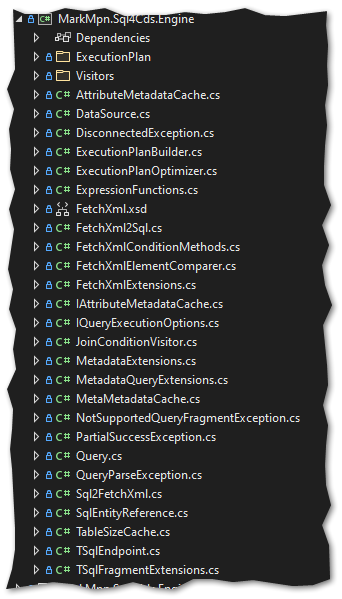 MarkMpn.Sql4Cds.Engine
Dependencies
ExecutionPlan
Visitors
C# AttributeMetadataCache.cs
C# DataSource.cs
C# DisconnectedException.cs
C# ExecutionPlanBuilder.cs
C# ExecutionPlanOptimizer.cs
C# ExpressionFunctions.cs
FetchXml.xsd
C# FetchXml2Sql.cs
C# FetchXmlConditionMethods.cs
C# FetchXmlElementComparer.cs
C# FetchXmlExtensions.cs
C# IAttributeMetadataCache.cs
C# IQueryExecutionOptions.cs
C# JoinConditionVisitor.cs
C# MetadataExtensions.cs
C# MetadataQueryExtensions.cs
C# MetaMetadataCache.cs
C# NotSupportedQueryFragmentException.cs
C# PartialSuccessException.cs
C# Query.cs
C# QueryParseException.cs
C# Sql2FetchXml.cs
C# SqlEntityReference.cs
C# TableSizeCache.cs
C# TSqlEndpoint.cs
C# TSqlFragmentExtensions.cs